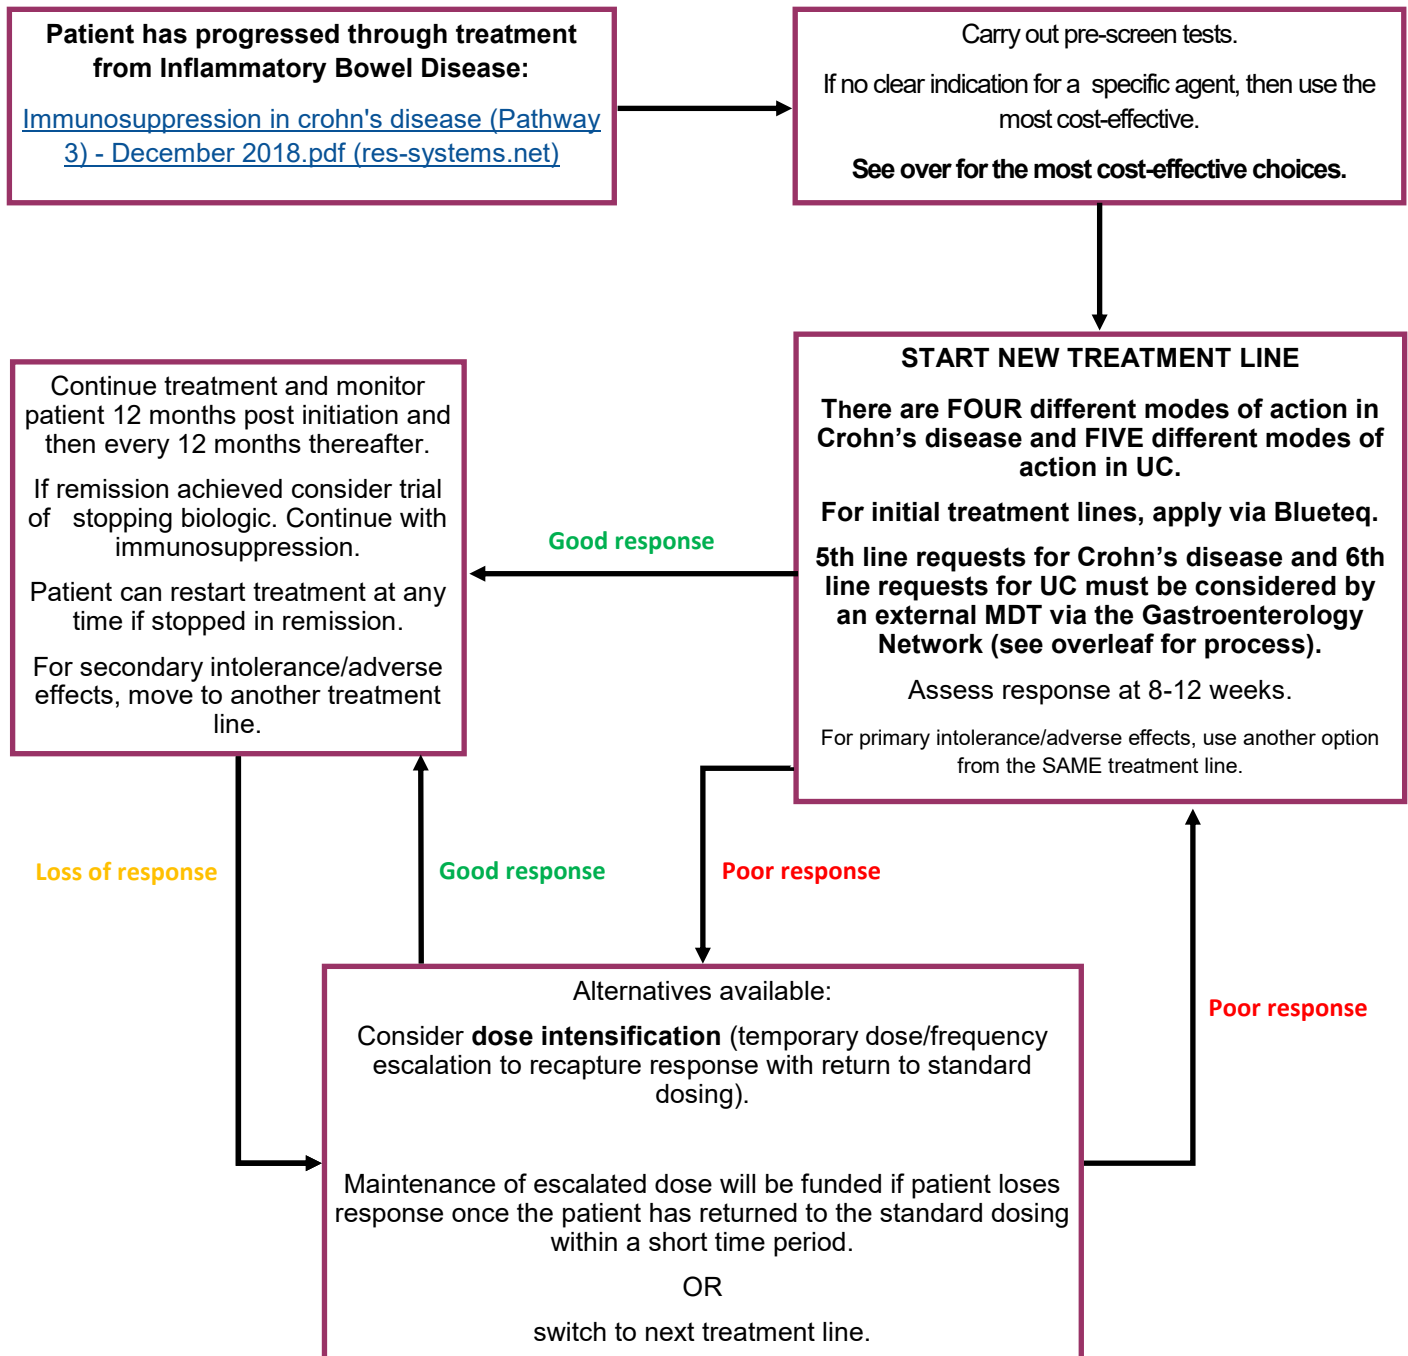 Patient has progressed through treatment
from Inflammatory Bowel Disease:
Immunosuppression in crohn's disease (Pathway
3) - December 2018.pdf (res-systems.net)
Carry out pre-screen tests.
If no clear indication for a specific agent, then use the
most cost-effective.
See over for the most cost-effective choices.
START NEW TREATMENT LINE
There are FOUR different modes of action in
Crohn’s disease and FIVE different modes of
action in UC.
For initial treatment lines, apply via Blueteq.
5th line requests for Crohn’s disease and 6th
line requests for UC must be considered by
an external MDT via the Gastroenterology
Network (see overleaf for process).
Assess response at 8-12 weeks.
For primary intolerance/adverse effects, use another option
from the SAME treatment line.
Good response
Continue treatment and monitor
patient 12 months post initiation and
then every 12 months thereafter.
If remission achieved consider trial
of stopping biologic. Continue with
immunosuppression.
Patient can restart treatment at any
time if stopped in remission.
For secondary intolerance/adverse
effects, move to another treatment
line.
Loss of response
Good response
Poor response
Poor response
Alternatives available:
Consider dose intensification (temporary dose/frequency
escalation to recapture response with return to standard
dosing).
Maintenance of escalated dose will be funded if patient loses
response once the patient has returned to the standard dosing
within a short time period.
OR
switch to next treatment line.